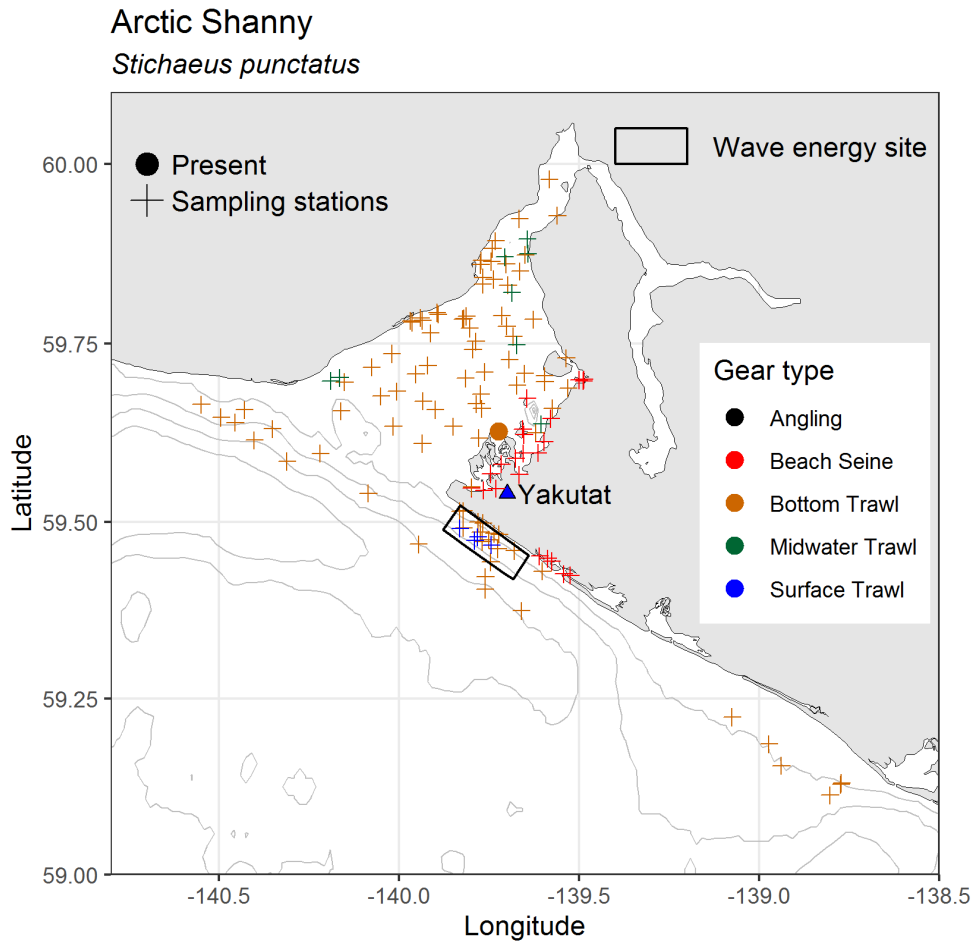 Arctic Shanny
Stichaeus punctatus
Present
Sampling stations
Wave energy site
60.00
59.75
59.50
59.25
59.00
Latitude
Yakutat
Gear type
Angling
Beach Seine
Bottom Trawl
Midwater Trawl
Surface Trawl
-140.5
-140.0
-139.5
-139.0
-138.5
Longitude